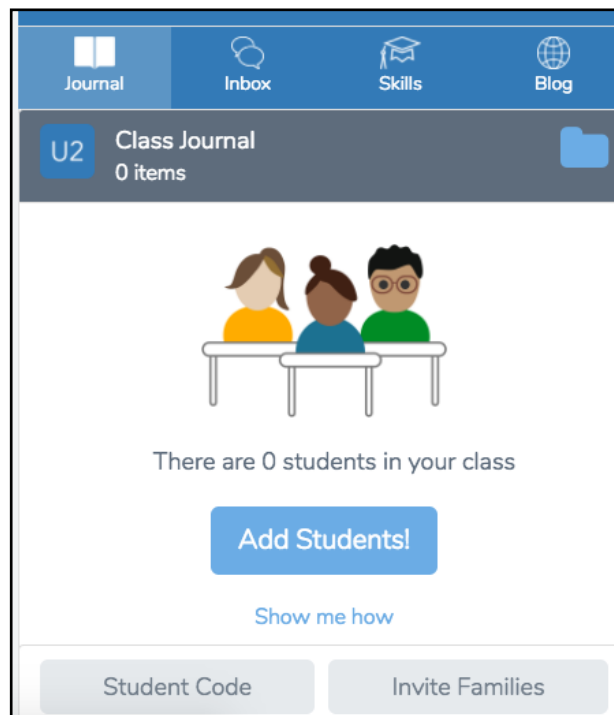 Journal Inbox Skills Blog
U2 Class Journal
0 items
There are 0 students in your class
Add Students!
Show me how
Student Code Invite Families